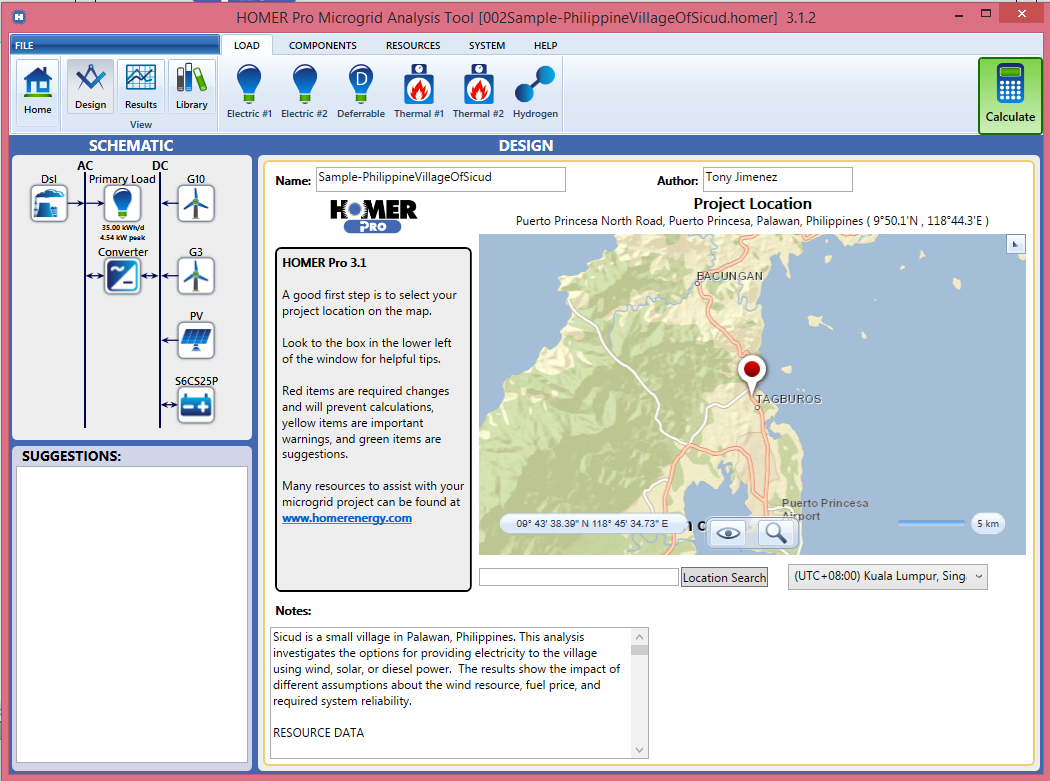 HOMER Pro Microgrid Analysis Tool [002Sample-PhilippineVillageOfSicud.homer] 3.1.2
FILE
LOAD COMPONENTS RESOURCES SYSTEM HELP
Home Design Results Library
View
Electric #1 Electric #2 Deferrable Thermal #1 Thermal #2 Hydrogen
D
Calculate
SCHEMATIC
AC DC
Dsl Primary Load G10
35.00 kWh/d
4.54 kW peak
Converter G3
PV
S6CS25P
SUGGESTIONS:
DESIGN
Name: Sample-PhilippineVillageOfSicud
Author: Tony Jimenez
HOMER
PRO
Project Location
Puerto Princesa North Road, Puerto Princesa, Palawan, Philippines ( 9°50.1'N , 118°44.3'E )
HOMER Pro 3.1
A good first step is to select your
project location on the map.
Look to the box in the lower left
of the window for helpful tips.
Red items are required changes
and will prevent calculations,
yellow items are important
warnings, and green items are
suggestions.
Many resources to assist with your
microgrid project can be found at
www.homerenergy.com
BACUNGAN
TAGBUROS
Puerto Princesa
Airport
09° 43' 38.39" N 118° 45' 34.73" E
5 km
Location Search
(UTC+08:00) Kuala Lumpur, Sing
Notes:
Sicud is a small village in Palawan, Philippines. This analysis
investigates the options for providing electricity to the village
using wind, solar, or diesel power. The results show the impact of
different assumptions about the wind resource, fuel price, and
required system reliability.
RESOURCE DATA